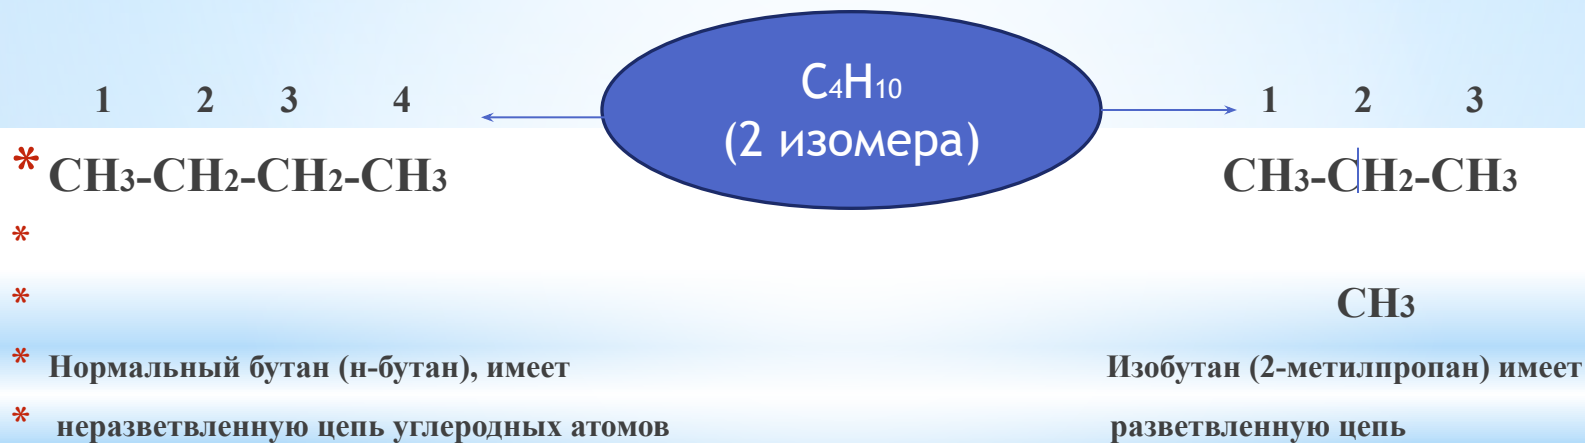 C4H10
(2 изомера)
1 2 3 4
* CH3-CH2-CH2-CH3
*
*
* Нормальный бутан (н-бутан), имеет
* неразветвленную цепь углеродных атомов
1 2 3
CH3-CH2-CH3
CH3
Изобутан (2-метилпропан) имеет
разветвленную цепь